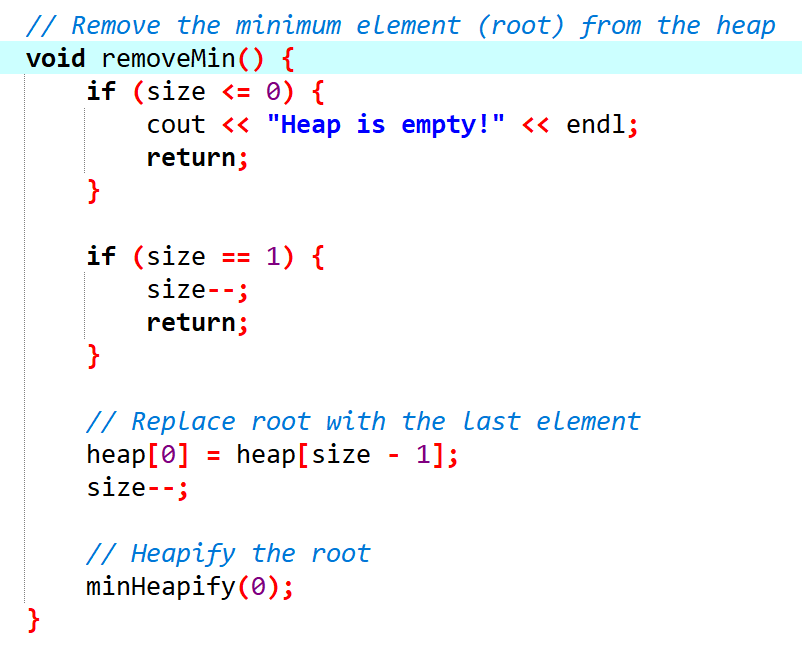 // Remove the minimum element (root) from the heap
void removeMin() {
    if (size <= 0) {
        cout << "Heap is empty!" << endl;
        return;
    }

    if (size == 1) {
        size--;
        return;
    }

    // Replace root with the last element
    heap[0] = heap[size - 1];
    size--;

    // Heapify the root
    minHeapify(0);
}